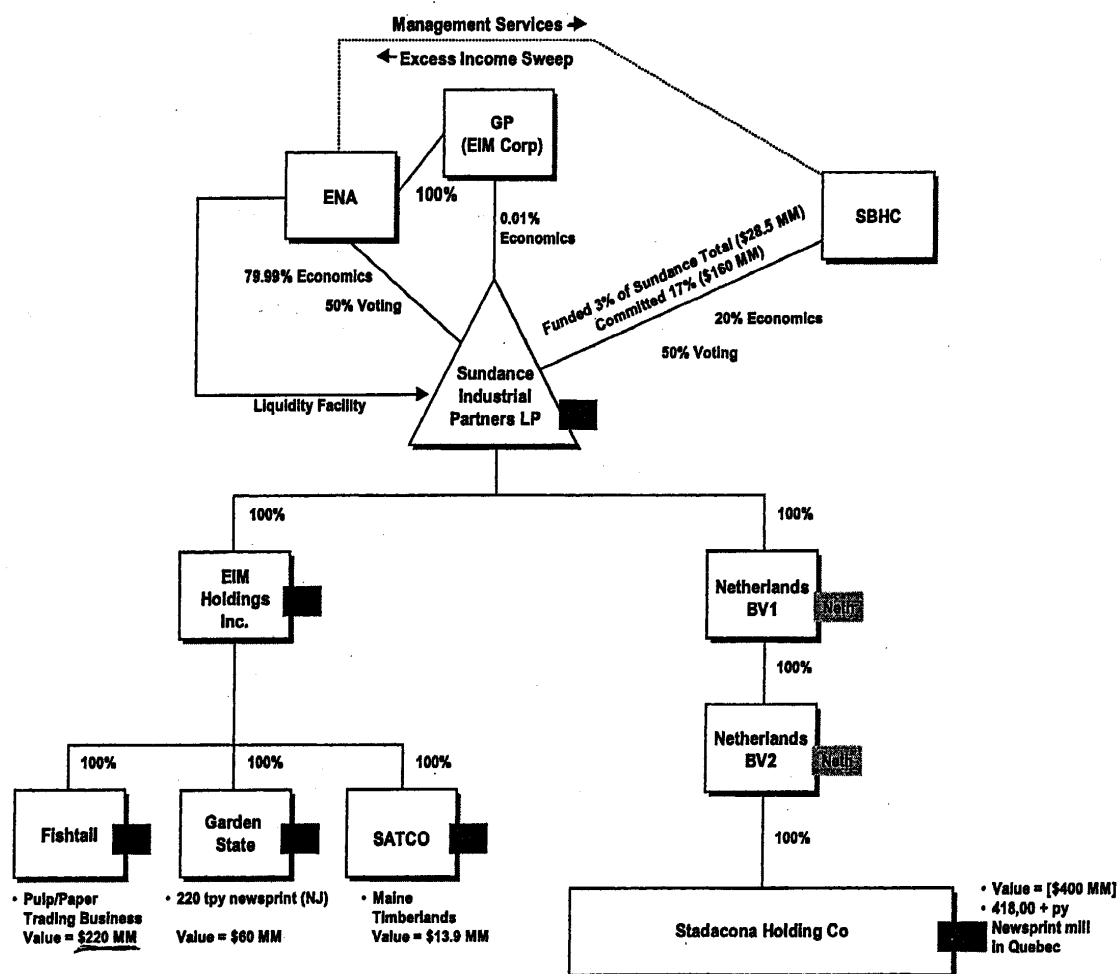 Management Services →
← Excess Income Sweep
GP
(EIM Corp)
ENA
100%
SBHC
0.01%
Economics
79.99% Economics
50% Voting
Funded 3% of Sundance Total ($28.5 MM)
Committed 17% ($160 MM)
20% Economics
50% Voting
Sundance
Industrial
Partners LP
Liquidity Facility
100%
100%
EIM
Holdings
Inc.
Netherlands
BV1
Neth
100%
Netherlands
BV2
Neth
100%
100%
100%
100%
Fishtail
Garden
State
SATCO
• Pulp/Paper
Trading Business
Value = $220 MM
• 220 tpy newsprint (NJ)
Value = $60 MM
• Maine
Timberlands
Value = $13.9 MM
Stadacona Holding Co
• Value = [$400 MM]
• 418,00 + py
Newsprint mill
in Quebec